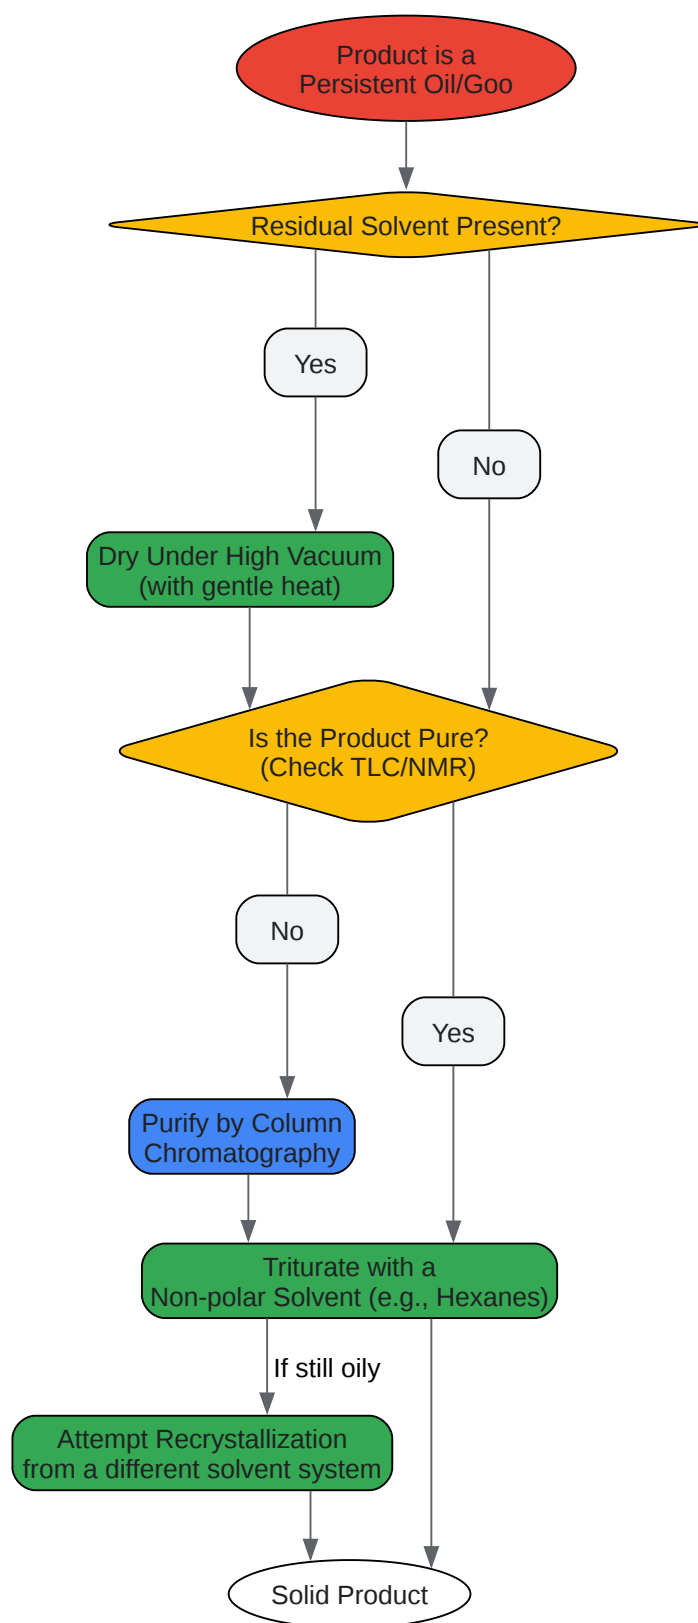 Product is a
Persistent Oil/Goo
Residual Solvent Present?
Yes
No
Dry Under High Vacuum
(with gentle heat)
Is the Product Pure?
(Check TLC/NMR)
No
Yes
Purify by Column
Chromatography
Triturate with a
Non-polar Solvent (e.g., Hexanes)
If still oily
Attempt Recrystallization
from a different solvent system
Solid Product